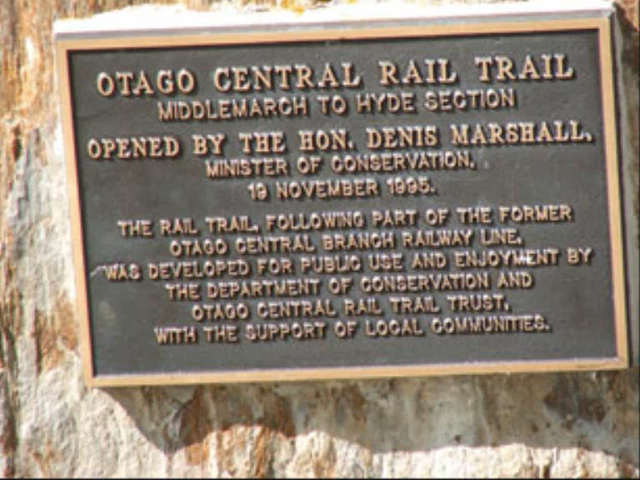 OTAGO CENTRAL RAIL TRAIL
MIDDLEMARCH TO HYDE SECTION
OPENED BY THE HON. DENIS MARSHALL,
MINISTER OF CONSERVATION,
19 NOVEMBER 1995.
THE RAIL TRAIL, FOLLOWING PART OF THE FORMER
OTAGO CENTRAL BRANCH RAILWAY LINE,
WAS DEVELOPED FOR PUBLIC USE AND ENJOYMENT BY
THE DEPARTMENT OF CONSERVATION AND
OTAGO CENTRAL RAIL TRAIL TRUST,
WITH THE SUPPORT OF LOCAL COMMUNITIES.